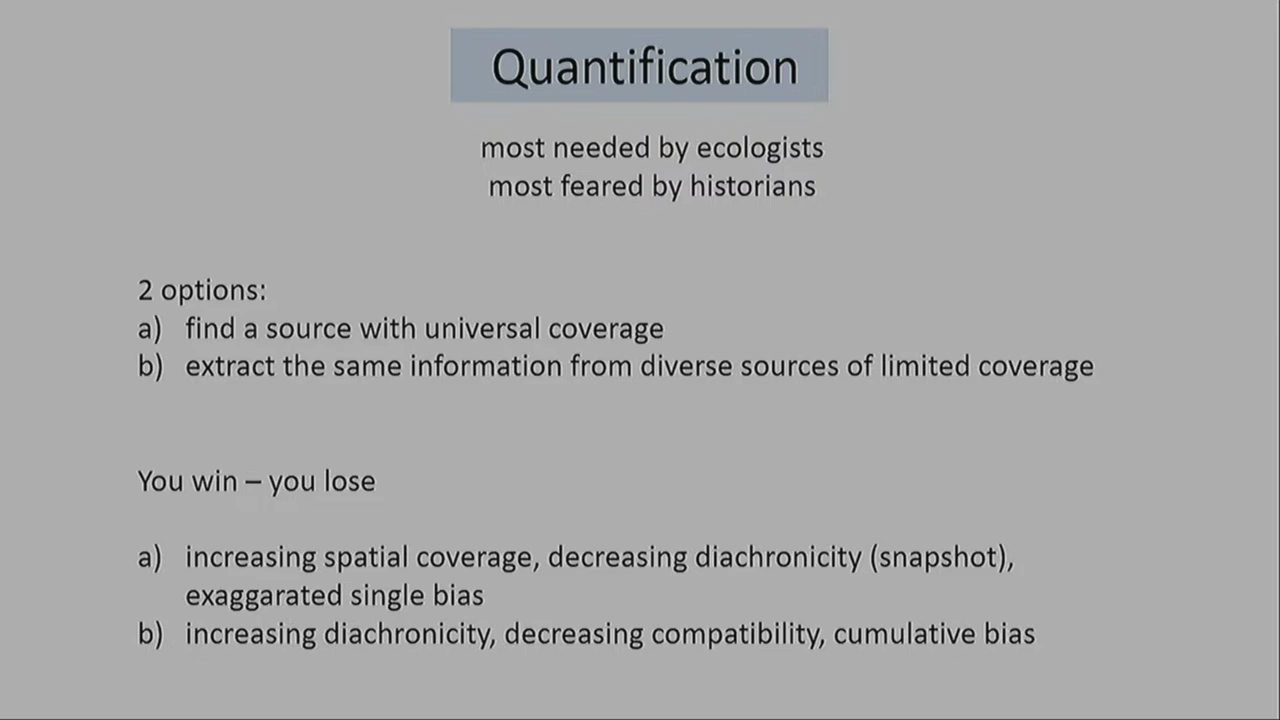 Quantification
most needed by ecologists
most feared by historians
2 options:
a) find a source with universal coverage
b) extract the same information from diverse sources of limited coverage
You win – you lose
a) increasing spatial coverage, decreasing diachronicity (snapshot),
exaggarated single bias
b) increasing diachronicity, decreasing compatibility, cumulative bias